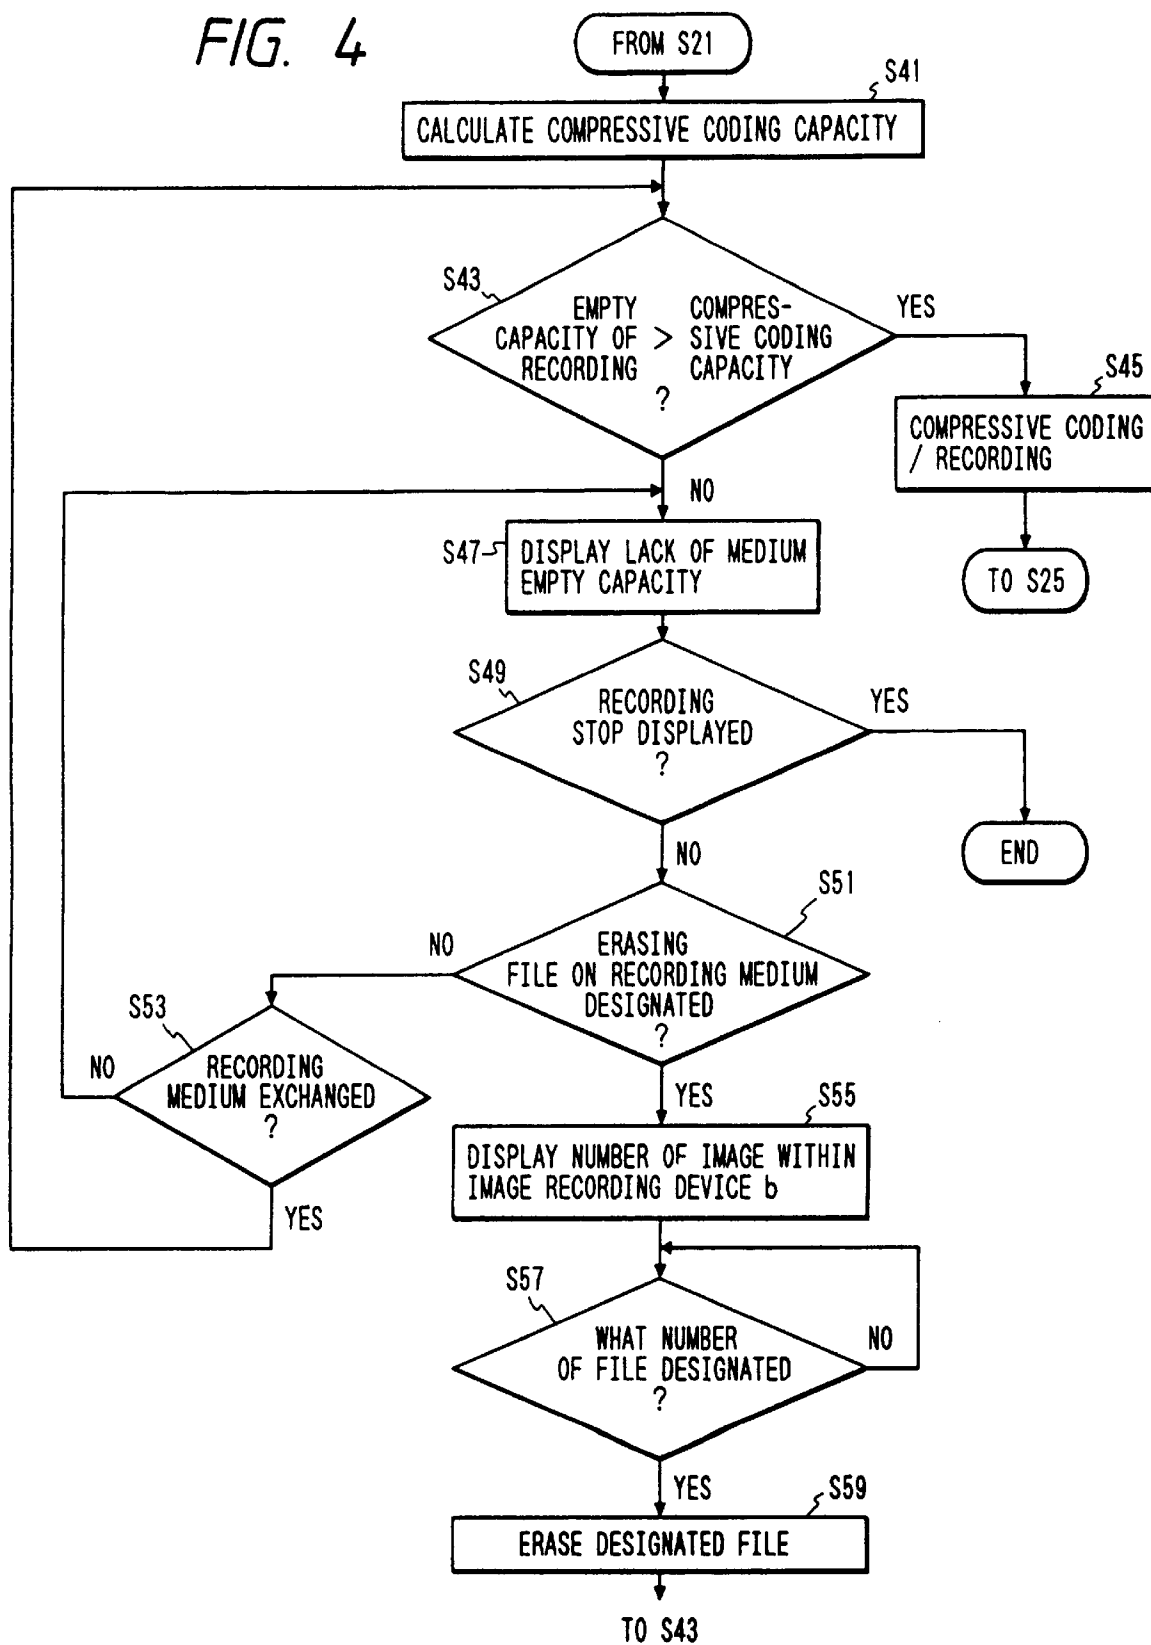 FIG. 4
FROM S21
S41
CALCULATE COMPRESSIVE CODING CAPACITY
S43
EMPTY COMPRES-
CAPACITY OF > SIVE CODING
RECORDING CAPACITY
?
YES
S45
COMPRESSIVE CODING
/ RECORDING
NO
TO S25
S47
DISPLAY LACK OF MEDIUM
EMPTY CAPACITY
S49
RECORDING
STOP DISPLAYED
?
YES
END
NO
S51
ERASING
FILE ON RECORDING MEDIUM
DESIGNATED
?
NO
S53
RECORDING
MEDIUM EXCHANGED
?
NO
YES
YES
S55
DISPLAY NUMBER OF IMAGE WITHIN
IMAGE RECORDING DEVICE b
S57
WHAT NUMBER
OF FILE DESIGNATED
?
NO
YES
S59
ERASE DESIGNATED FILE
TO S43